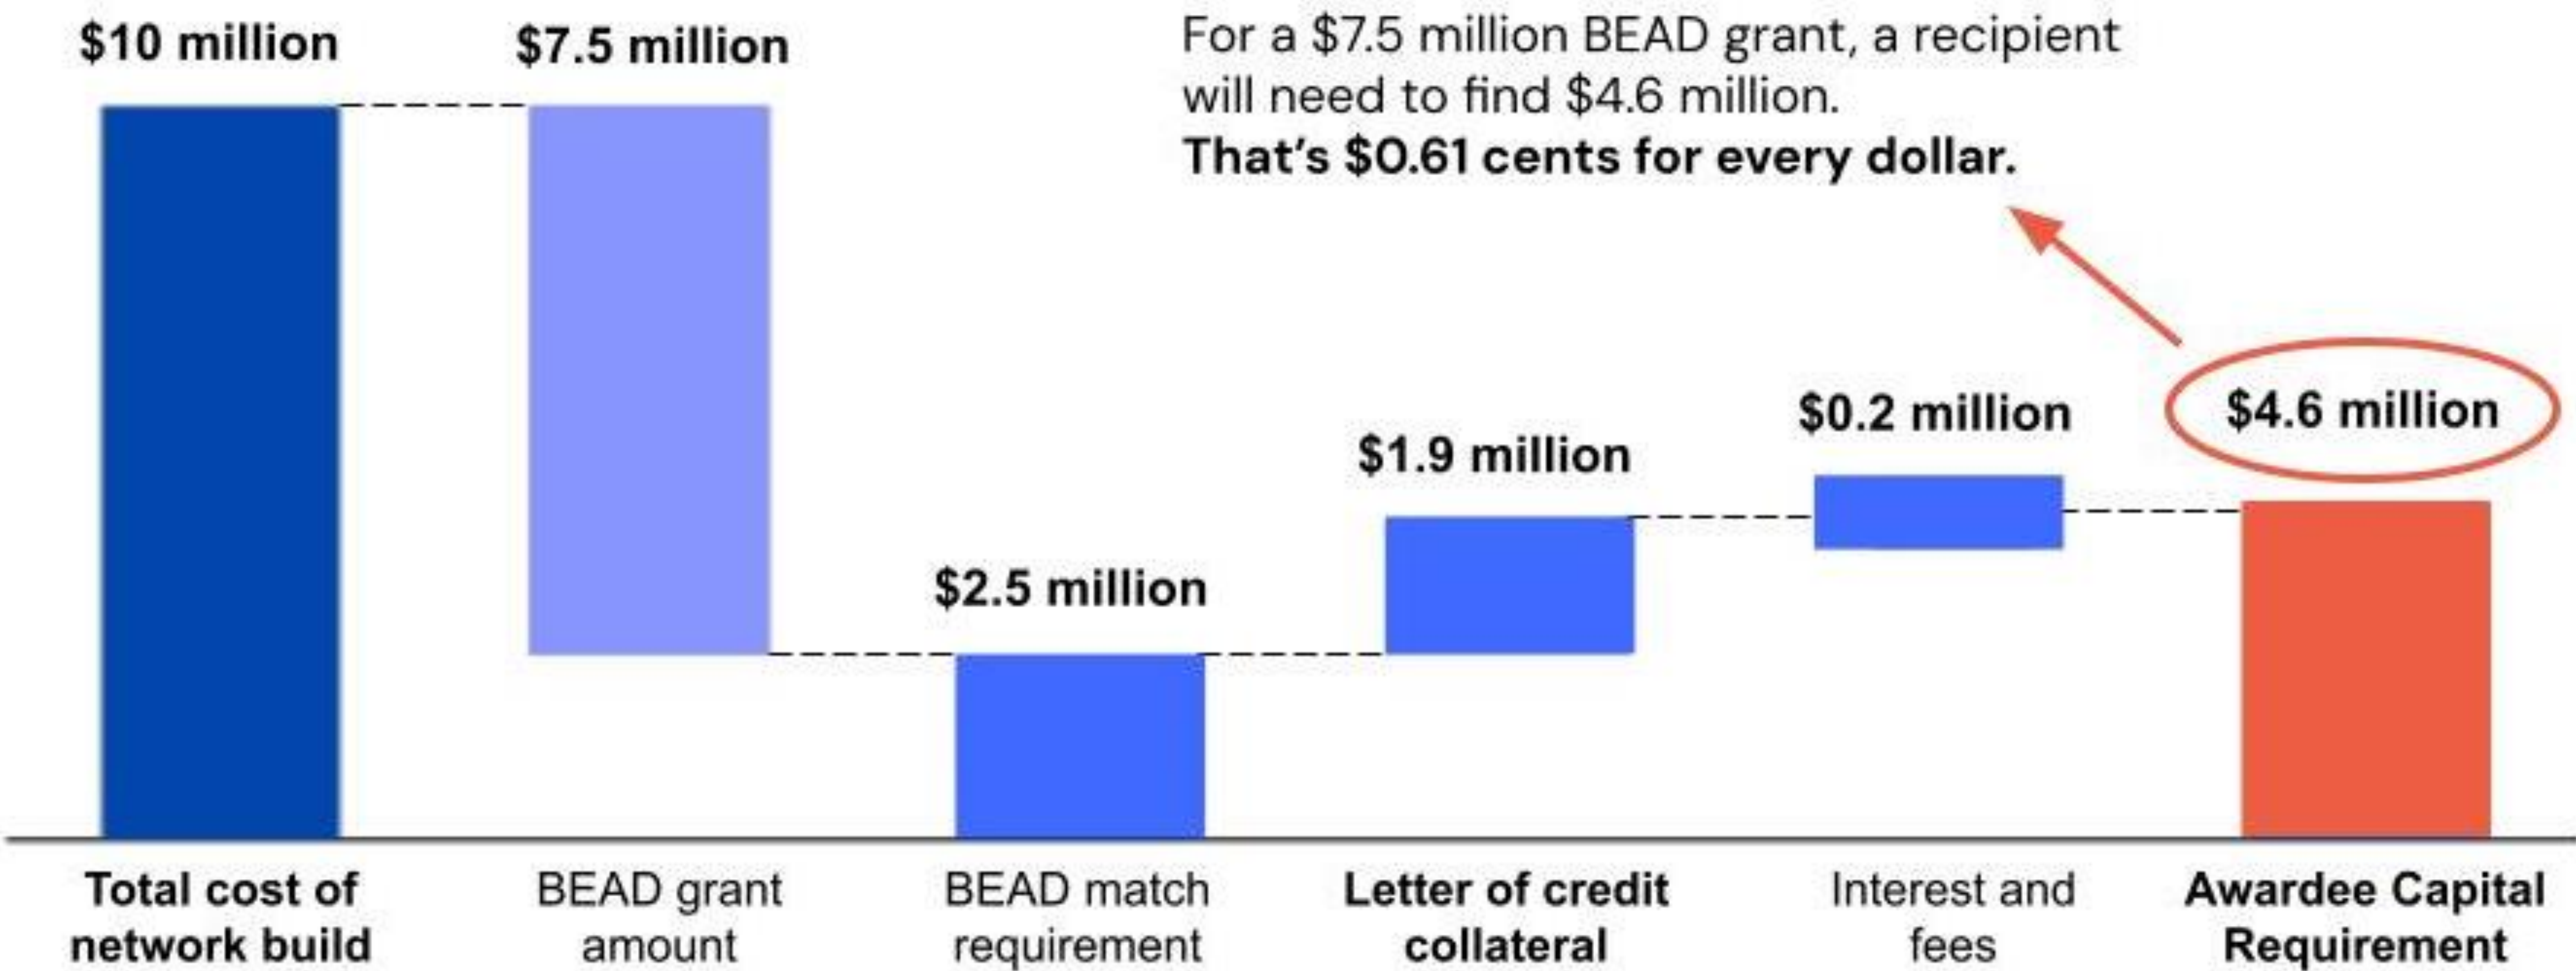 $10 million
$7.5 million
For a $7.5 million BEAD grant, a recipient
will need to find $4.6 million.
That's $0.61 cents for every dollar.
$2.5 million
$1.9 million
$0.2 million
$4.6 million
Total cost of
network build
BEAD grant
amount
BEAD match
requirement
Letter of credit
collateral
Interest and
fees
Awardee Capital
Requirement